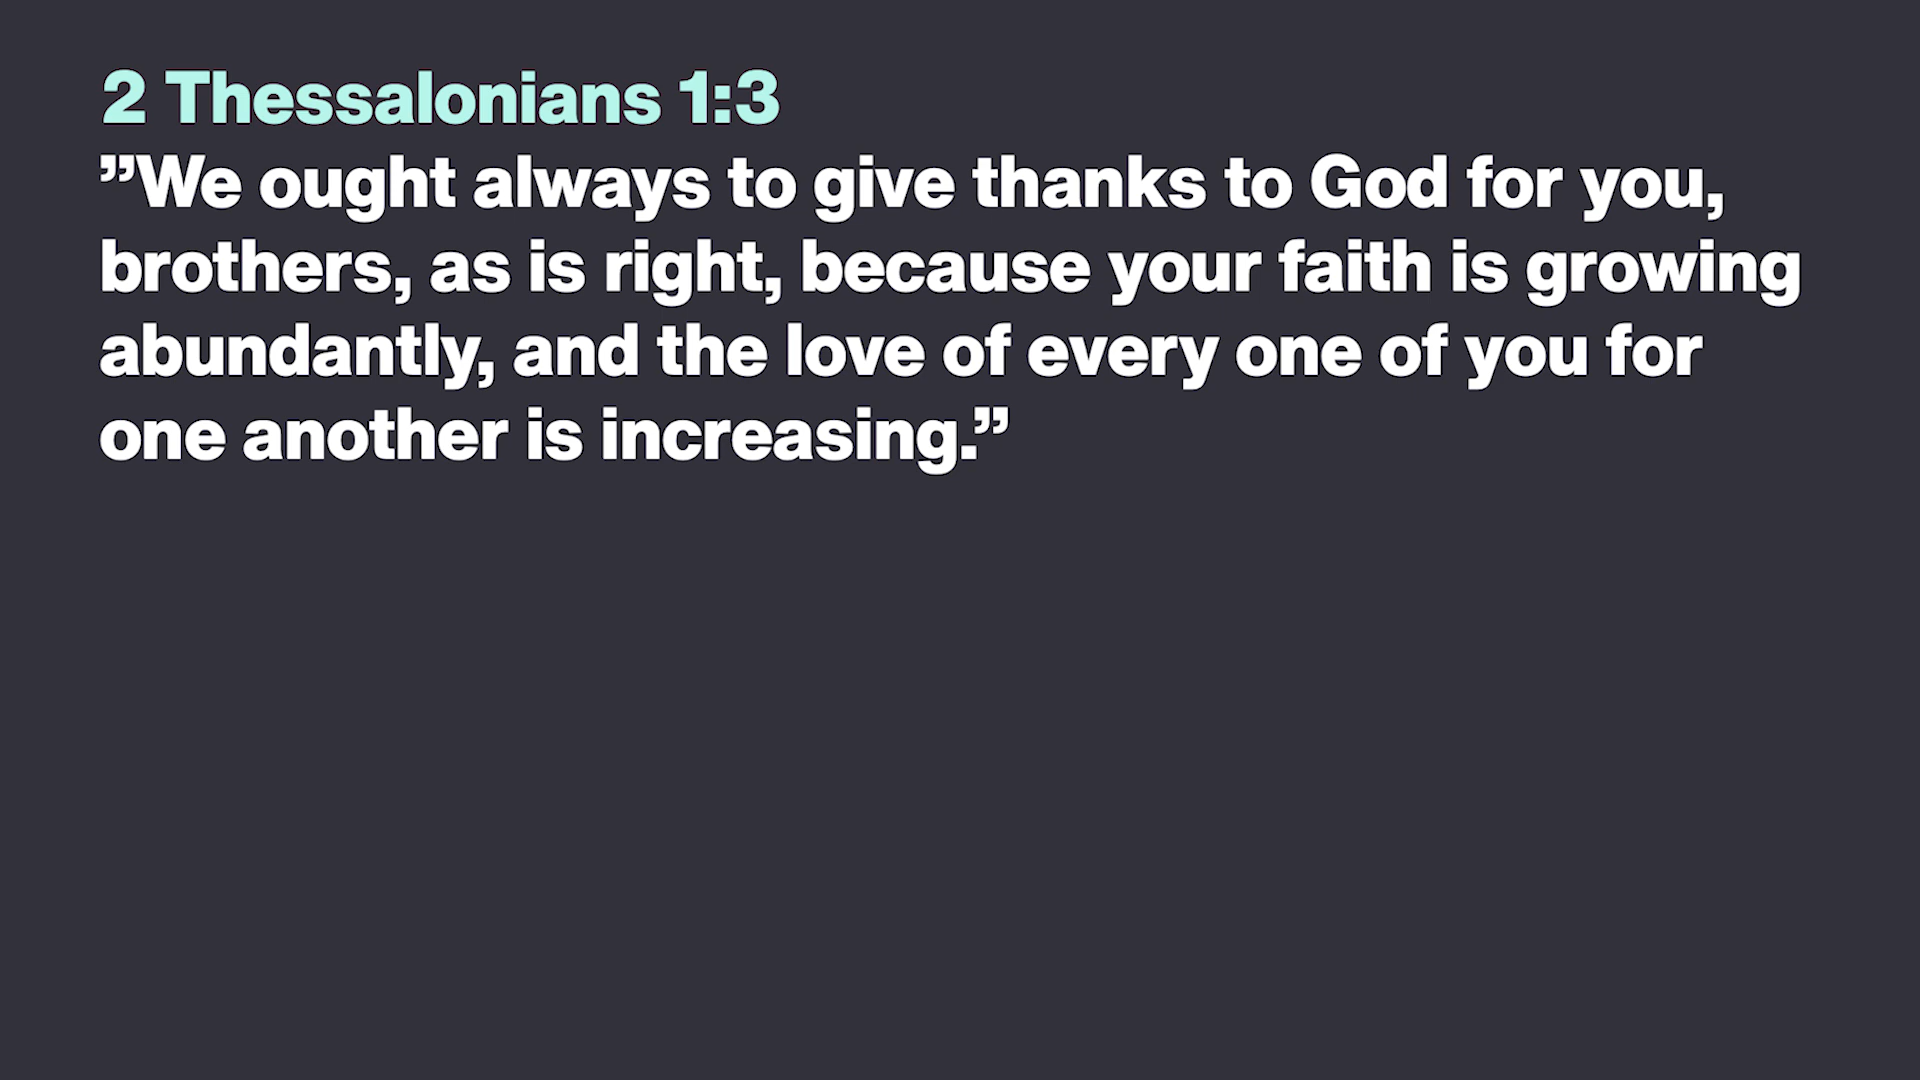 2 Thessalonians 1:3
”We ought always to give thanks to God for you,
brothers, as is right, because your faith is growing
abundantly, and the love of every one of you for
one another is increasing.”